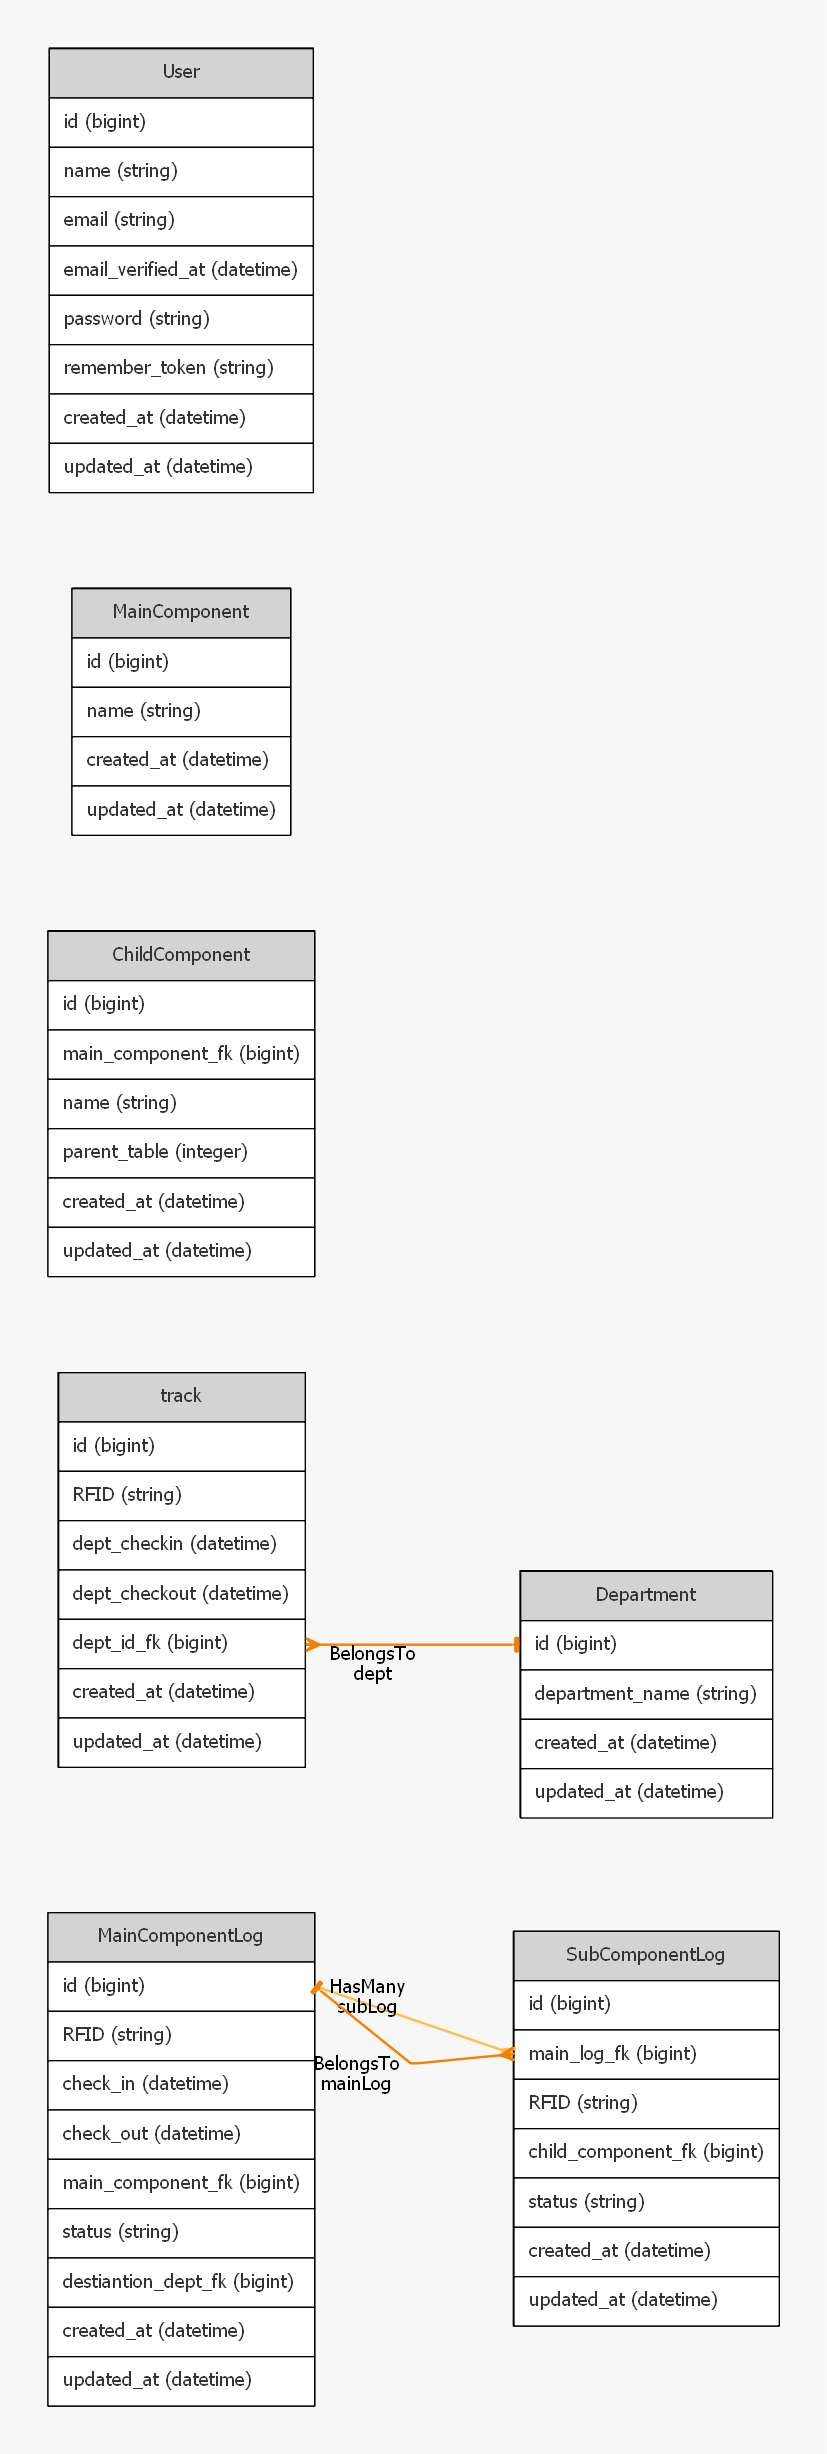 User
id (bigint)
name (string)
email (string)
email_verified_at (datetime)
password (string)
remember_token (string)
created_at (datetime)
updated_at (datetime)
MainComponent
id (bigint)
name (string)
created_at (datetime)
updated_at (datetime)
ChildComponent
id (bigint)
main_component_fk (bigint)
name (string)
parent_table (integer)
created_at (datetime)
updated_at (datetime)
track
id (bigint)
RFID (string)
dept_checkin (datetime)
dept_checkout (datetime)
dept_id_fk (bigint)
created_at (datetime)
updated_at (datetime)
BelongsTo
dept
Department
id (bigint)
department_name (string)
created_at (datetime)
updated_at (datetime)
MainComponentLog
id (bigint)
RFID (string)
check_in (datetime)
check_out (datetime)
main_component_fk (bigint)
status (string)
destiantion_dept_fk (bigint)
created_at (datetime)
updated_at (datetime)
HasMany
subLog
BelongsTo
mainLog
SubComponentLog
id (bigint)
main_log_fk (bigint)
RFID (string)
child_component_fk (bigint)
status (string)
created_at (datetime)
updated_at (datetime)